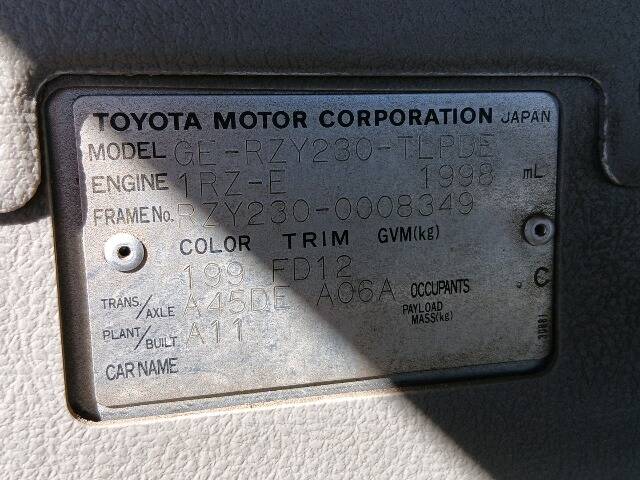 TOYOTA MOTOR CORPORATION JAPAN
MODEL GE-RZY230-TLPDE
ENGINE 1RZ-E 1998 mL
FRAME No. RZY230-0008349
COLOR TRIM GVM(kg)
199 FD12
TRANS/AXLE A45DE A06A OCCUPANTS C
PLANT/BUILT A11 PAYLOAD MASS(kg)
CAR NAME